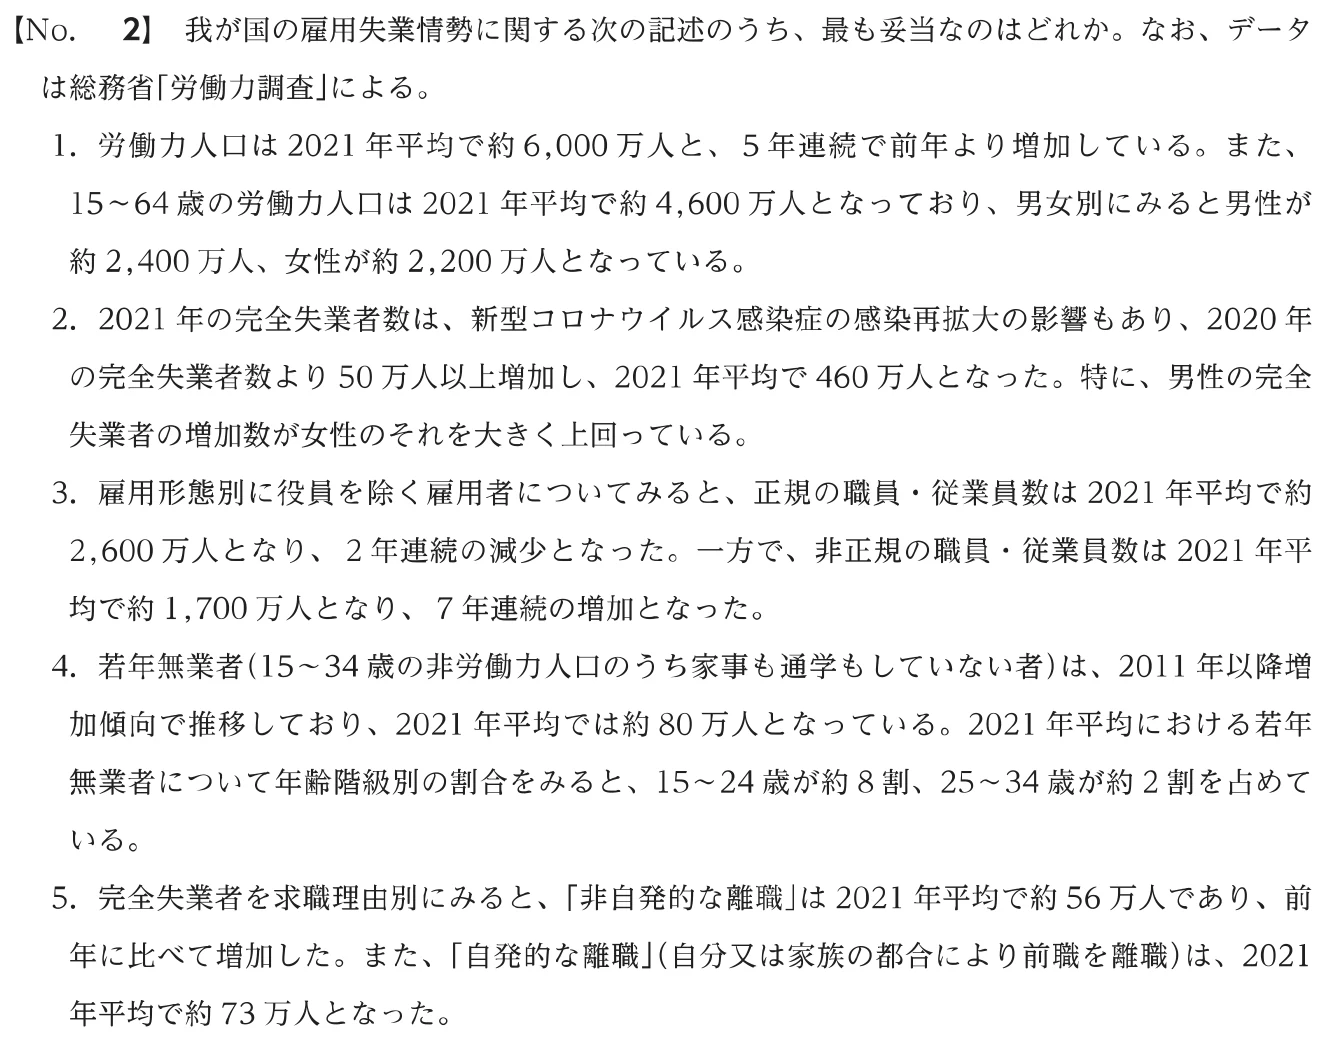 【No. 2】 我が国の雇用失業情勢に関する次の記述のうち、最も妥当なのはどれか。なお、データ
は総務省「労働力調査」による。
1. 労働力人口は 2021 年平均で約 6,000 万人と、5 年連続で前年より増加している。また、
15~64 歳の労働力人口は 2021 年平均で約 4,600 万人となっており、男女別にみると男性が
約 2,400 万人、女性が約 2,200 万人となっている。
2. 2021 年の完全失業者数は、新型コロナウイルス感染症の感染再拡大の影響もあり、2020 年
の完全失業者数より 50 万人以上増加し、2021 年平均で 460 万人となった。特に、男性の完全
失業者の増加数が女性のそれを大きく上回っている。
3. 雇用形態別に役員を除く雇用者についてみると、正規の職員・従業員数は 2021 年平均で約
2,600 万人となり、2 年連続の減少となった。一方で、非正規の職員・従業員数は 2021 年平
均で約 1,700 万人となり、7 年連続の増加となった。
4. 若年無業者(15~34 歳の非労働力人口のうち家事も通学もしていない者)は、2011 年以降増
加傾向で推移しており、2021 年平均では約 80 万人となっている。2021 年平均における若年
無業者について年齢階級別の割合をみると、15~24 歳が約 8 割、25~34 歳が約 2 割を占めて
いる。
5. 完全失業者を求職理由別にみると、「非自発的な離職」は 2021 年平均で約 56 万人であり、前
年に比べて増加した。また、「自発的な離職」(自分又は家族の都合により前職を離職)は、2021
年平均で約 73 万人となった。